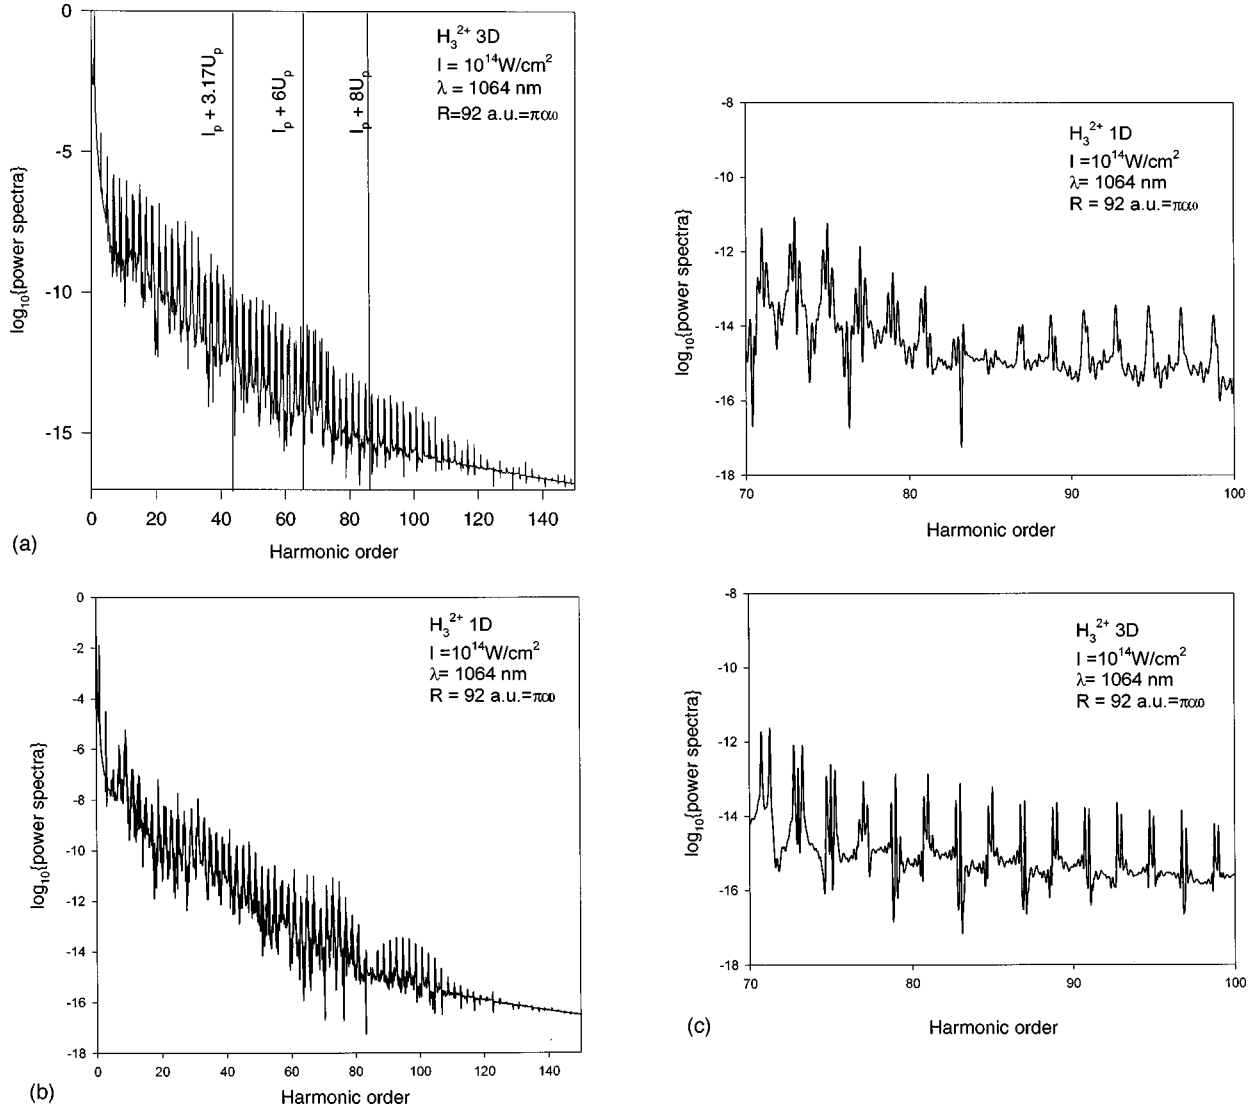 0
-5
-10
-15
log10{power spectra}
Ip + 3.17Up
Ip + 6Up
Ip + 8Up
H3 2+ 3D
I = 10^14W/cm^2
λ = 1064 nm
R=92 a.u.=παω
0 20 40 60 80 100 120 140
Harmonic order
(a)
0
-2
-4
-6
-8
-10
-12
-14
-16
-18
log10{power spectra}
H3 2+ 1D
I =10^14W/cm^2
λ= 1064 nm
R = 92 a.u.=παω
0 20 40 60 80 100 120 140
Harmonic order
(b)
-8
-10
-12
-14
-16
-18
log10{power spectra}
H3 2+ 1D
I =10^14W/cm^2
λ= 1064 nm
R = 92 a.u.=παω
70 80 90 100
Harmonic order
-8
-10
-12
-14
-16
-18
log10{power spectra}
H3 2+ 3D
I =10^14W/cm^2
λ= 1064 nm
R = 92 a.u.=παω
70 80 90 100
(c)
Harmonic order